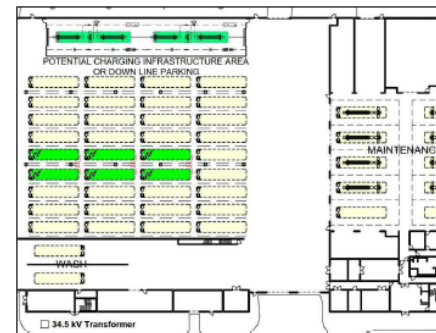 POTENTIAL CHARGING INFRASTRUCTURE AREA
OR DOWN LINE PARKING
MAINTENANC
WASH
34.5 kV Transformer